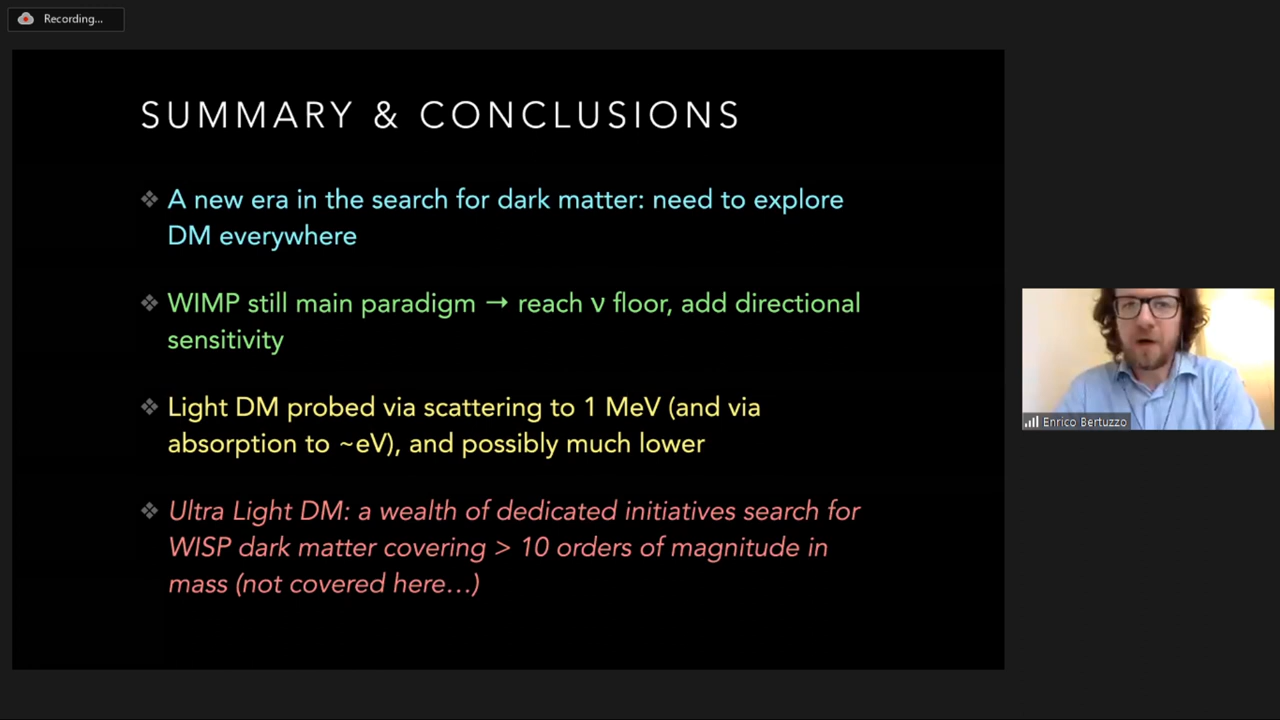 Recording...
SUMMARY & CONCLUSIONS
❖ A new era in the search for dark matter: need to explore
DM everywhere
❖ WIMP still main paradigm → reach ν floor, add directional
sensitivity
❖ Light DM probed via scattering to 1 MeV (and via
absorption to ~eV), and possibly much lower
❖ Ultra Light DM: a wealth of dedicated initiatives search for
WISP dark matter covering > 10 orders of magnitude in
mass (not covered here...)
Enrico Bertuzzo